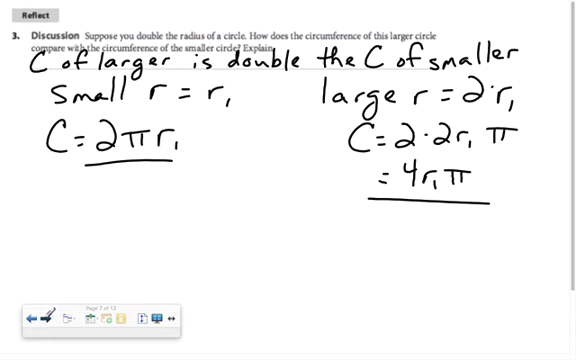 Reflect
3. Discussion Suppose you double the radius of a circle. How does the circumference of this larger circle
compare with the circumference of the smaller circle? Explain.
C of larger is double the C of smaller
small r = r₁
large r = 2·r₁
C = 2πr₁
C = 2·2r₁ π
= 4r₁π
Page 7 of 12